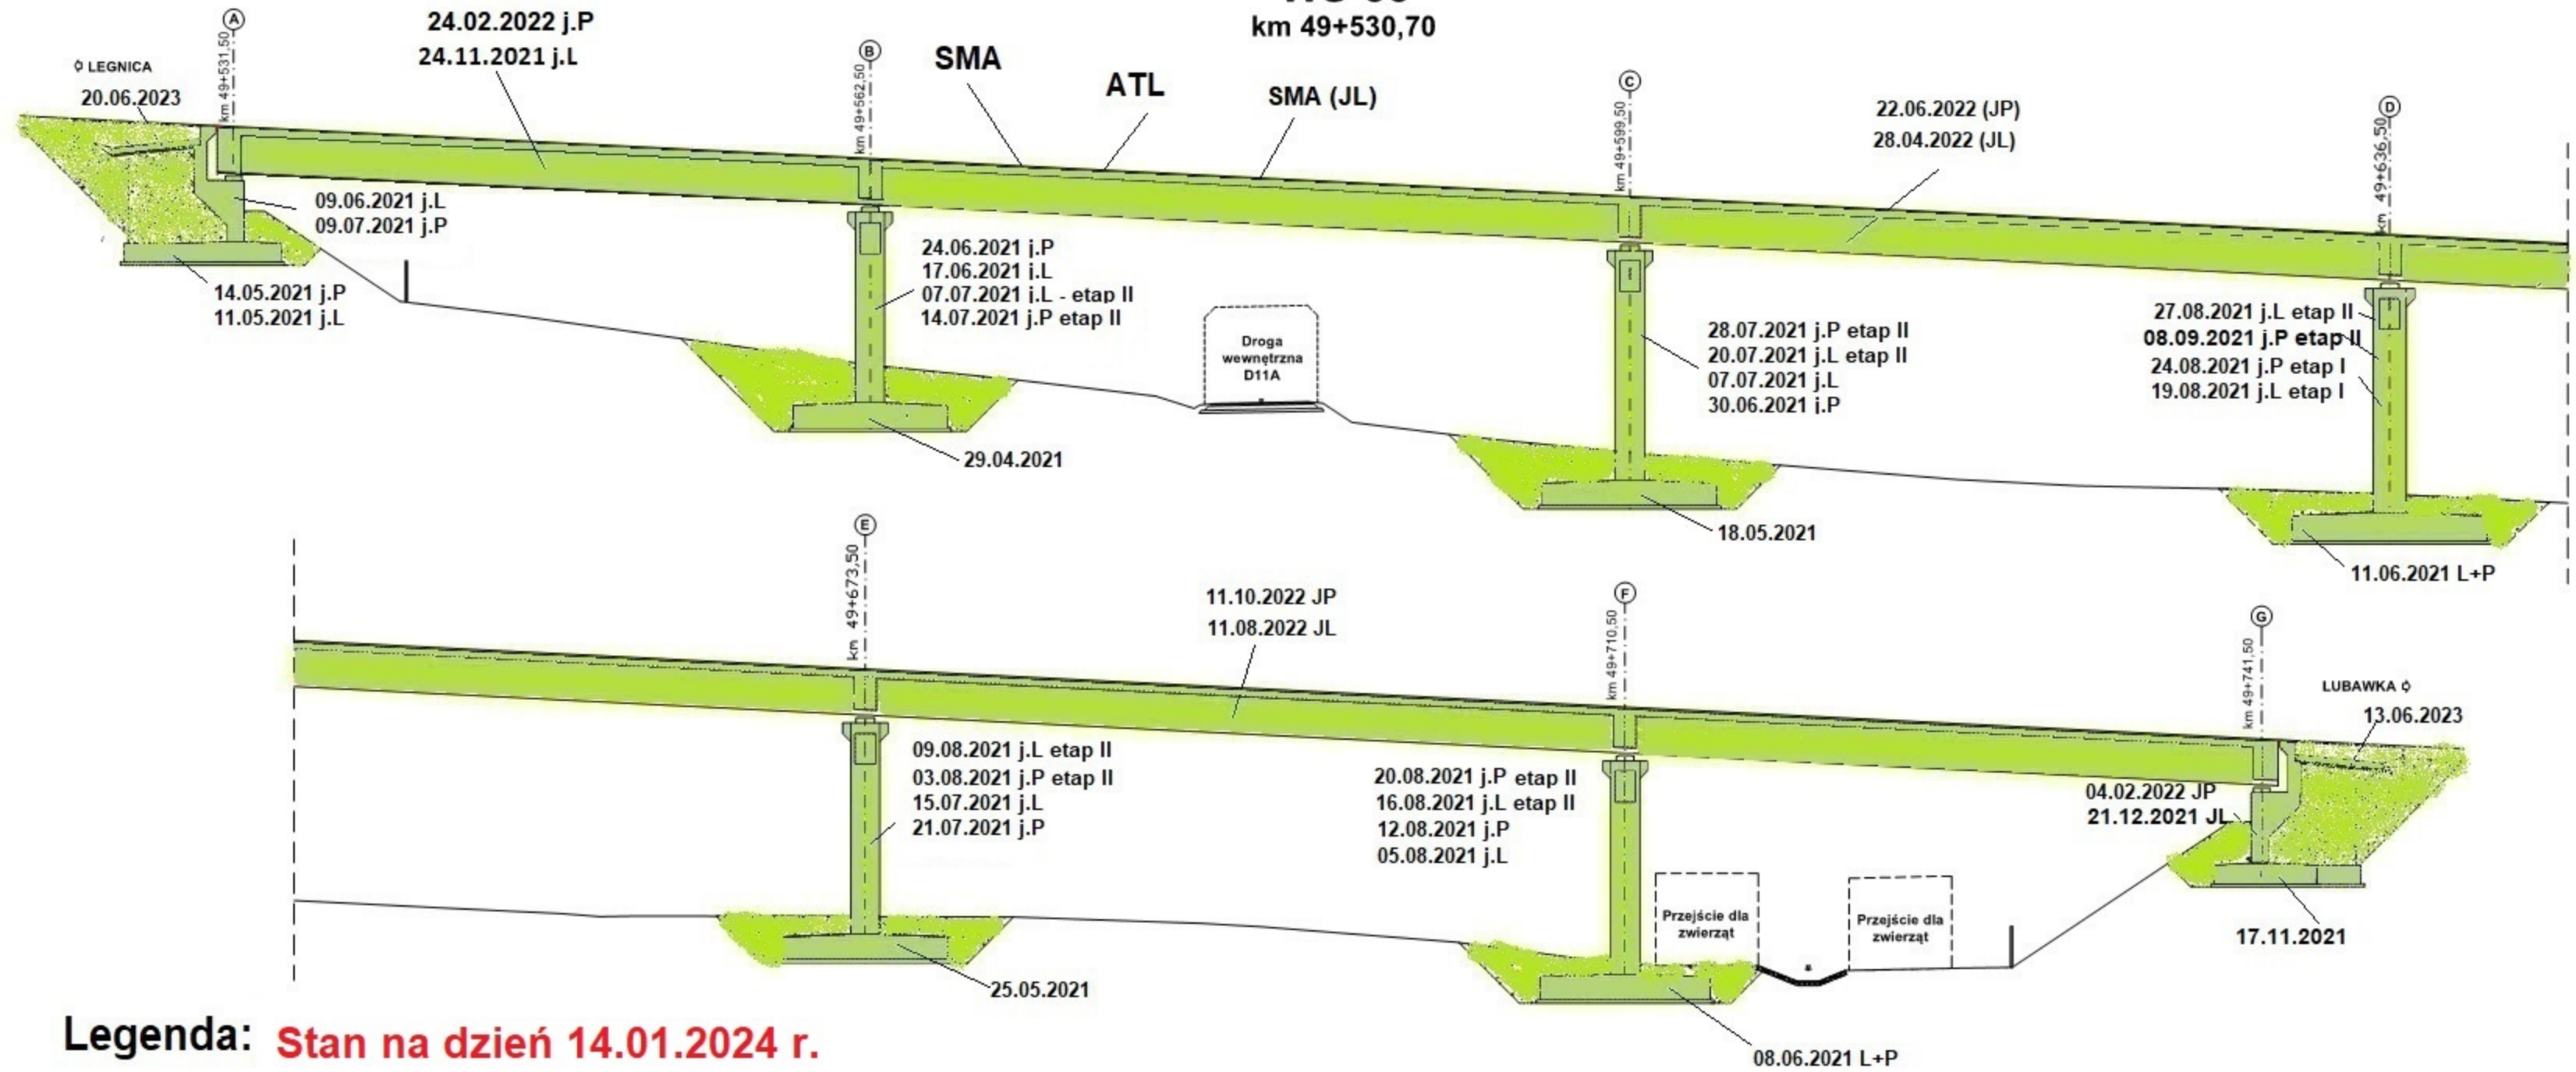 km 49+530,70
A
km 49+531,50
LEGNICA
20.06.2023
24.02.2022 j.P
24.11.2021 j.L
B
km 49+562,50
SMA
ATL
SMA (JL)
C
km 49+599,50
22.06.2022 (JP)
28.04.2022 (JL)
D
km 49+636,50
09.06.2021 j.L
09.07.2021 j.P
14.05.2021 j.P
11.05.2021 j.L
24.06.2021 j.P
17.06.2021 j.L
07.07.2021 j.L - etap II
14.07.2021 j.P etap II
29.04.2021
Droga
wewnętrzna
D11A
28.07.2021 j.P etap II
20.07.2021 j.L etap II
07.07.2021 j.L
30.06.2021 j.P
18.05.2021
27.08.2021 j.L etap II
08.09.2021 j.P etap II
24.08.2021 j.P etap I
19.08.2021 j.L etap I
11.06.2021 L+P
E
km 49+673,50
11.10.2022 JP
11.08.2022 JL
F
km 49+710,50
G
km 49+741,50
LUBAWKA
13.06.2023
09.08.2021 j.L etap II
03.08.2021 j.P etap II
15.07.2021 j.L
21.07.2021 j.P
25.05.2021
20.08.2021 j.P etap II
16.08.2021 j.L etap II
12.08.2021 j.P
05.08.2021 j.L
Przejście dla
zwierząt
Przejście dla
zwierząt
04.02.2022 JP
21.12.2021 JL
17.11.2021
08.06.2021 L+P
Legenda: Stan na dzień 14.01.2024 r.